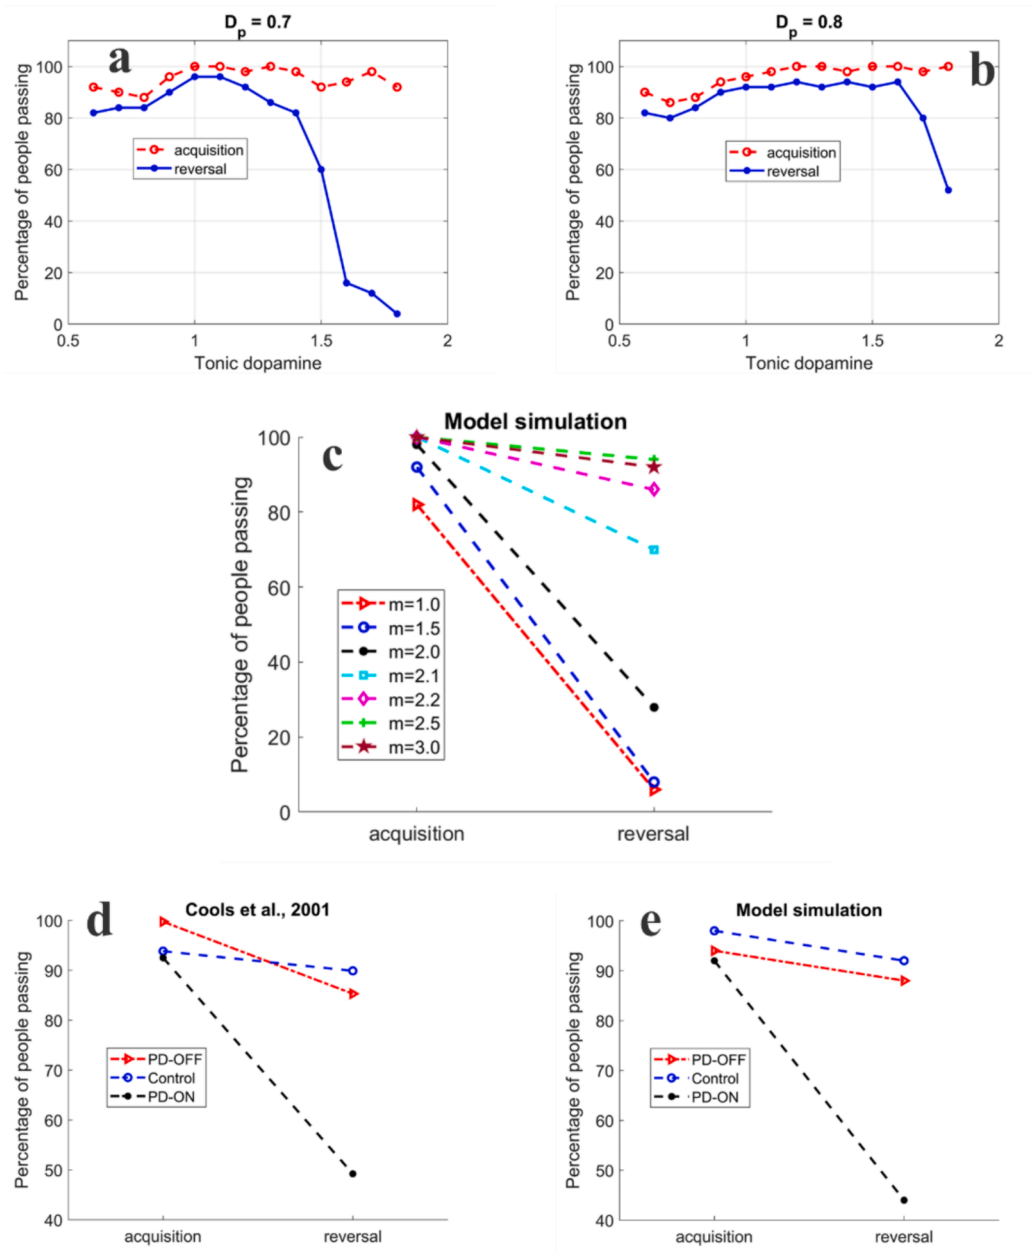 D_p = 0.7
a
Percentage of people passing
100
80
60
40
20
0
acquisition
reversal
0.5
1
1.5
2
Tonic dopamine
D_p = 0.8
b
Percentage of people passing
100
80
60
40
20
0
acquisition
reversal
0.5
1
1.5
2
Tonic dopamine
Model simulation
c
Percentage of people passing
100
80
60
40
20
0
m=1.0
m=1.5
m=2.0
m=2.1
m=2.2
m=2.5
m=3.0
acquisition
reversal
Cools et al., 2001
d
Percentage of people passing
100
90
80
70
60
50
40
PD-OFF
Control
PD-ON
acquisition
reversal
Model simulation
e
Percentage of people passing
100
90
80
70
60
50
40
PD-OFF
Control
PD-ON
acquisition
reversal